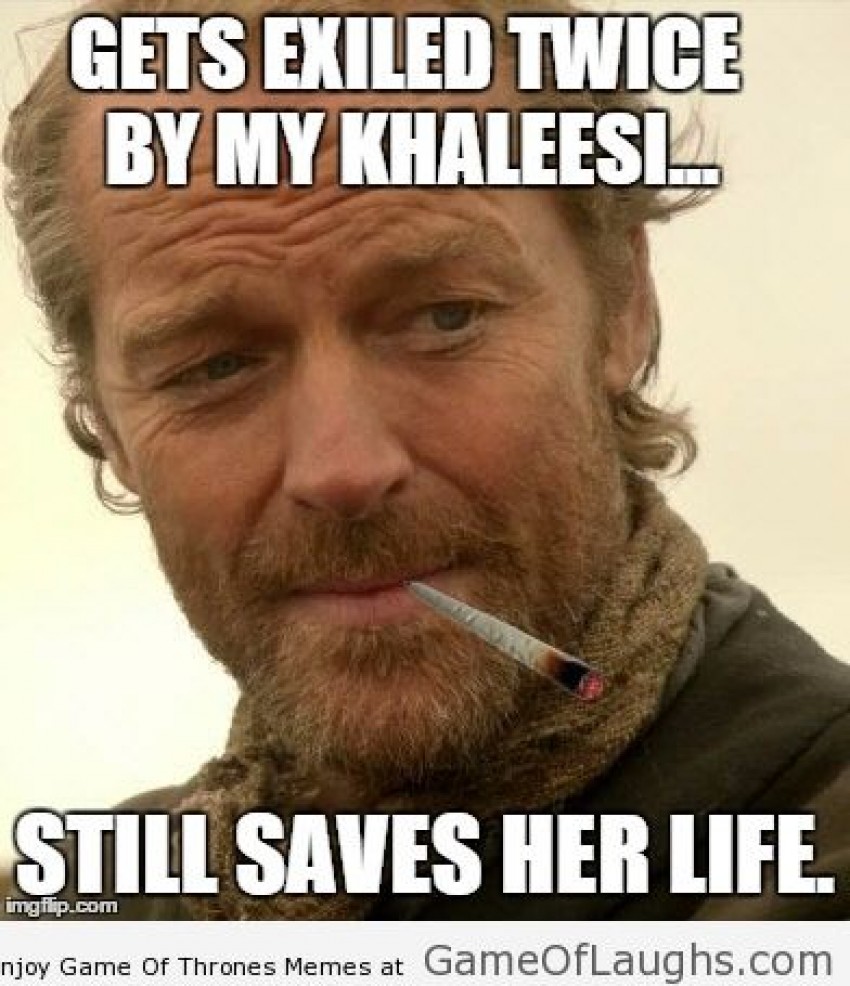 GETS EXILED TWICE
BY MY KHALEESI...
STILL SAVES HER LIFE.
imgflip.com
njoy Game Of Thrones Memes at GameOfLaughs.com